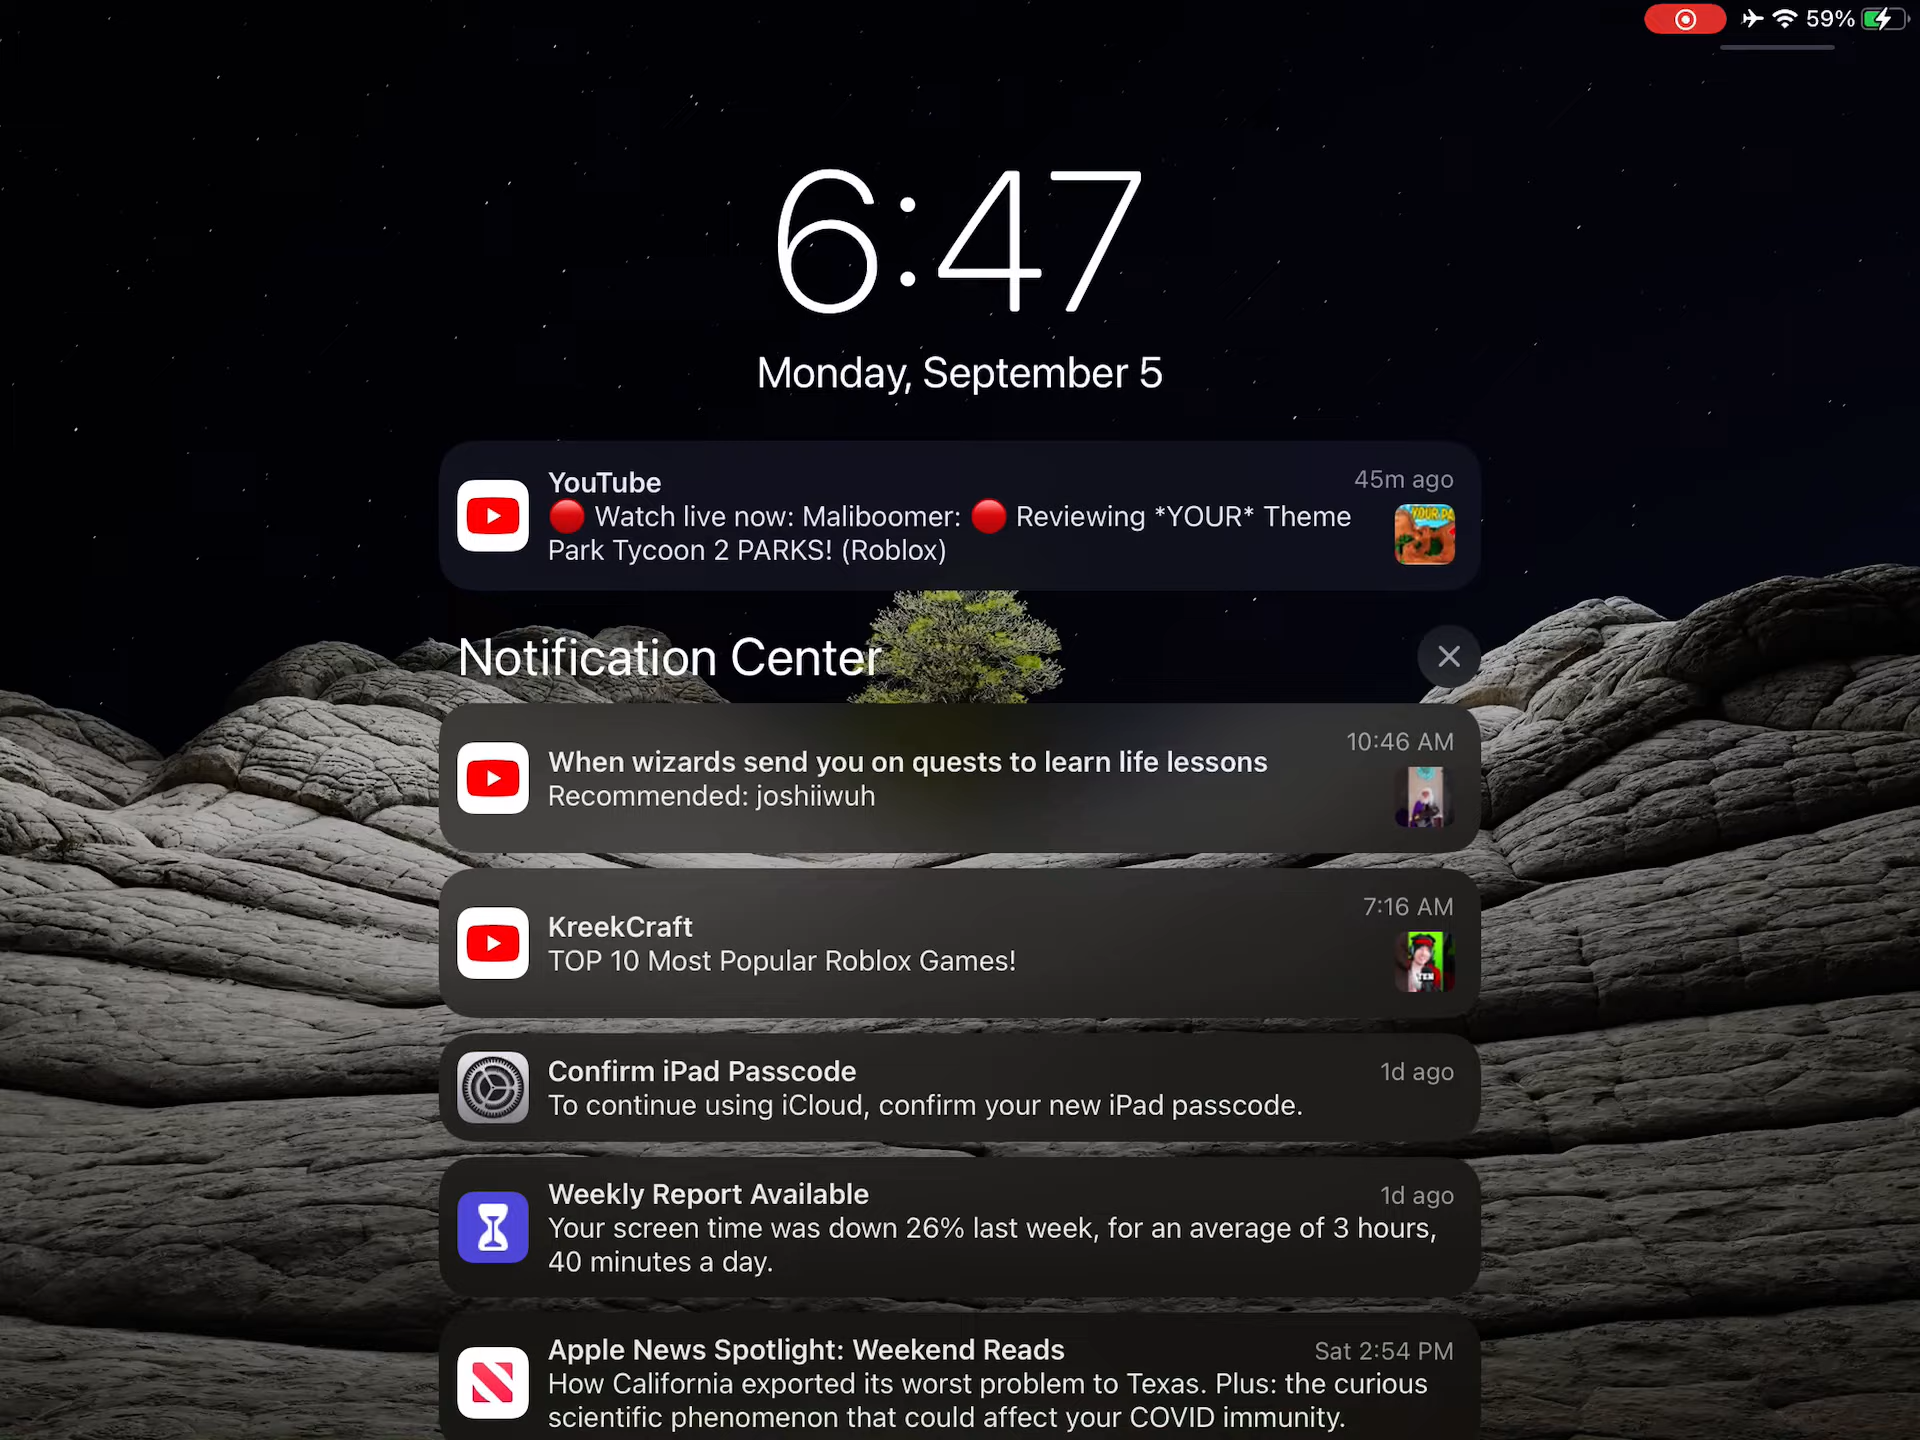 59%
6:47
Monday, September 5
YouTube
45m ago
🔴 Watch live now: Maliboomer: 🔴 Reviewing *YOUR* Theme
Park Tycoon 2 PARKS! (Roblox)
YOUR PA
Notification Center
10:46 AM
When wizards send you on quests to learn life lessons
Recommended: joshiiwuh
7:16 AM
KreekCraft
TOP 10 Most Popular Roblox Games!
TEN
Confirm iPad Passcode
1d ago
To continue using iCloud, confirm your new iPad passcode.
Weekly Report Available
1d ago
Your screen time was down 26% last week, for an average of 3 hours,
40 minutes a day.
Apple News Spotlight: Weekend Reads
Sat 2:54 PM
How California exported its worst problem to Texas. Plus: the curious
scientific phenomenon that could affect your COVID immunity.